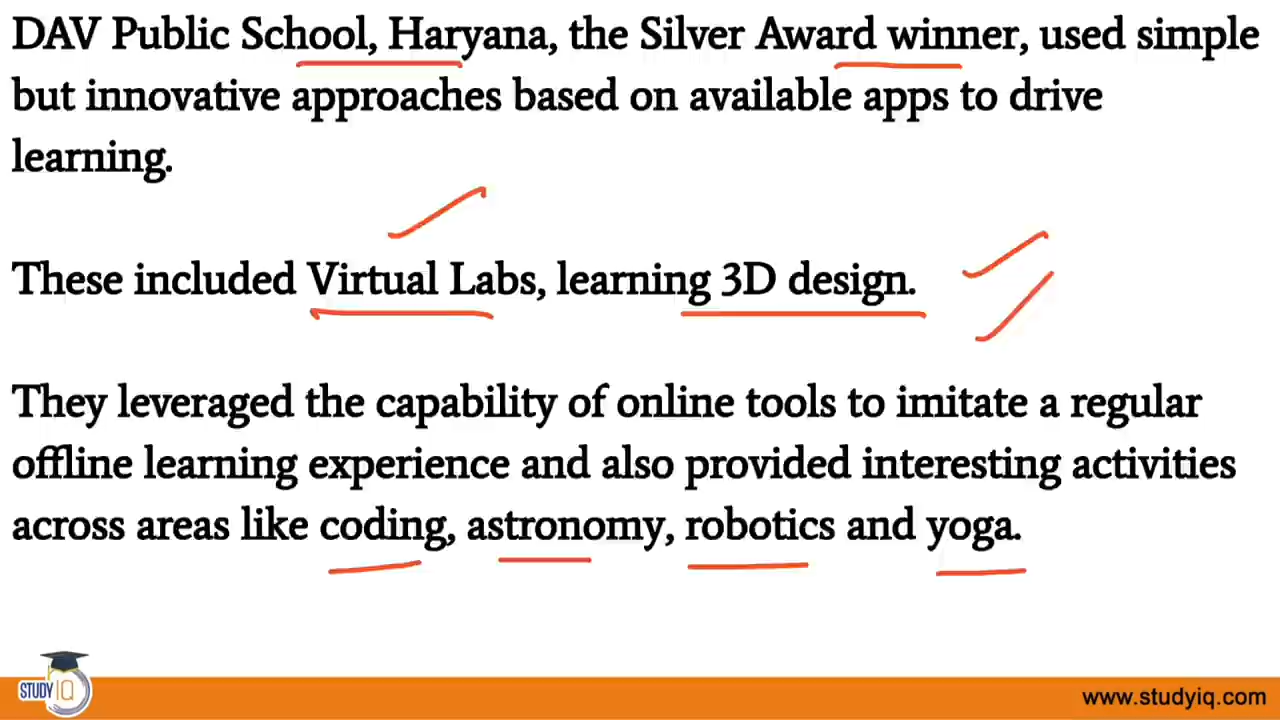 DAV Public School, Haryana, the Silver Award winner, used simple
but innovative approaches based on available apps to drive
learning.
These included Virtual Labs, learning 3D design.
They leveraged the capability of online tools to imitate a regular
offline learning experience and also provided interesting activities
across areas like coding, astronomy, robotics and yoga.
STUDY IQ
www.studyiq.com